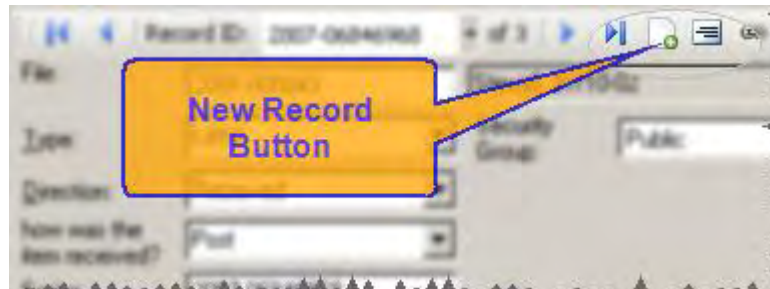 Record ID: 2007-06846968 of 3
File:
New Record
Button
Type
Security
Group:
Public
Direction:
how was the
item received?
Post